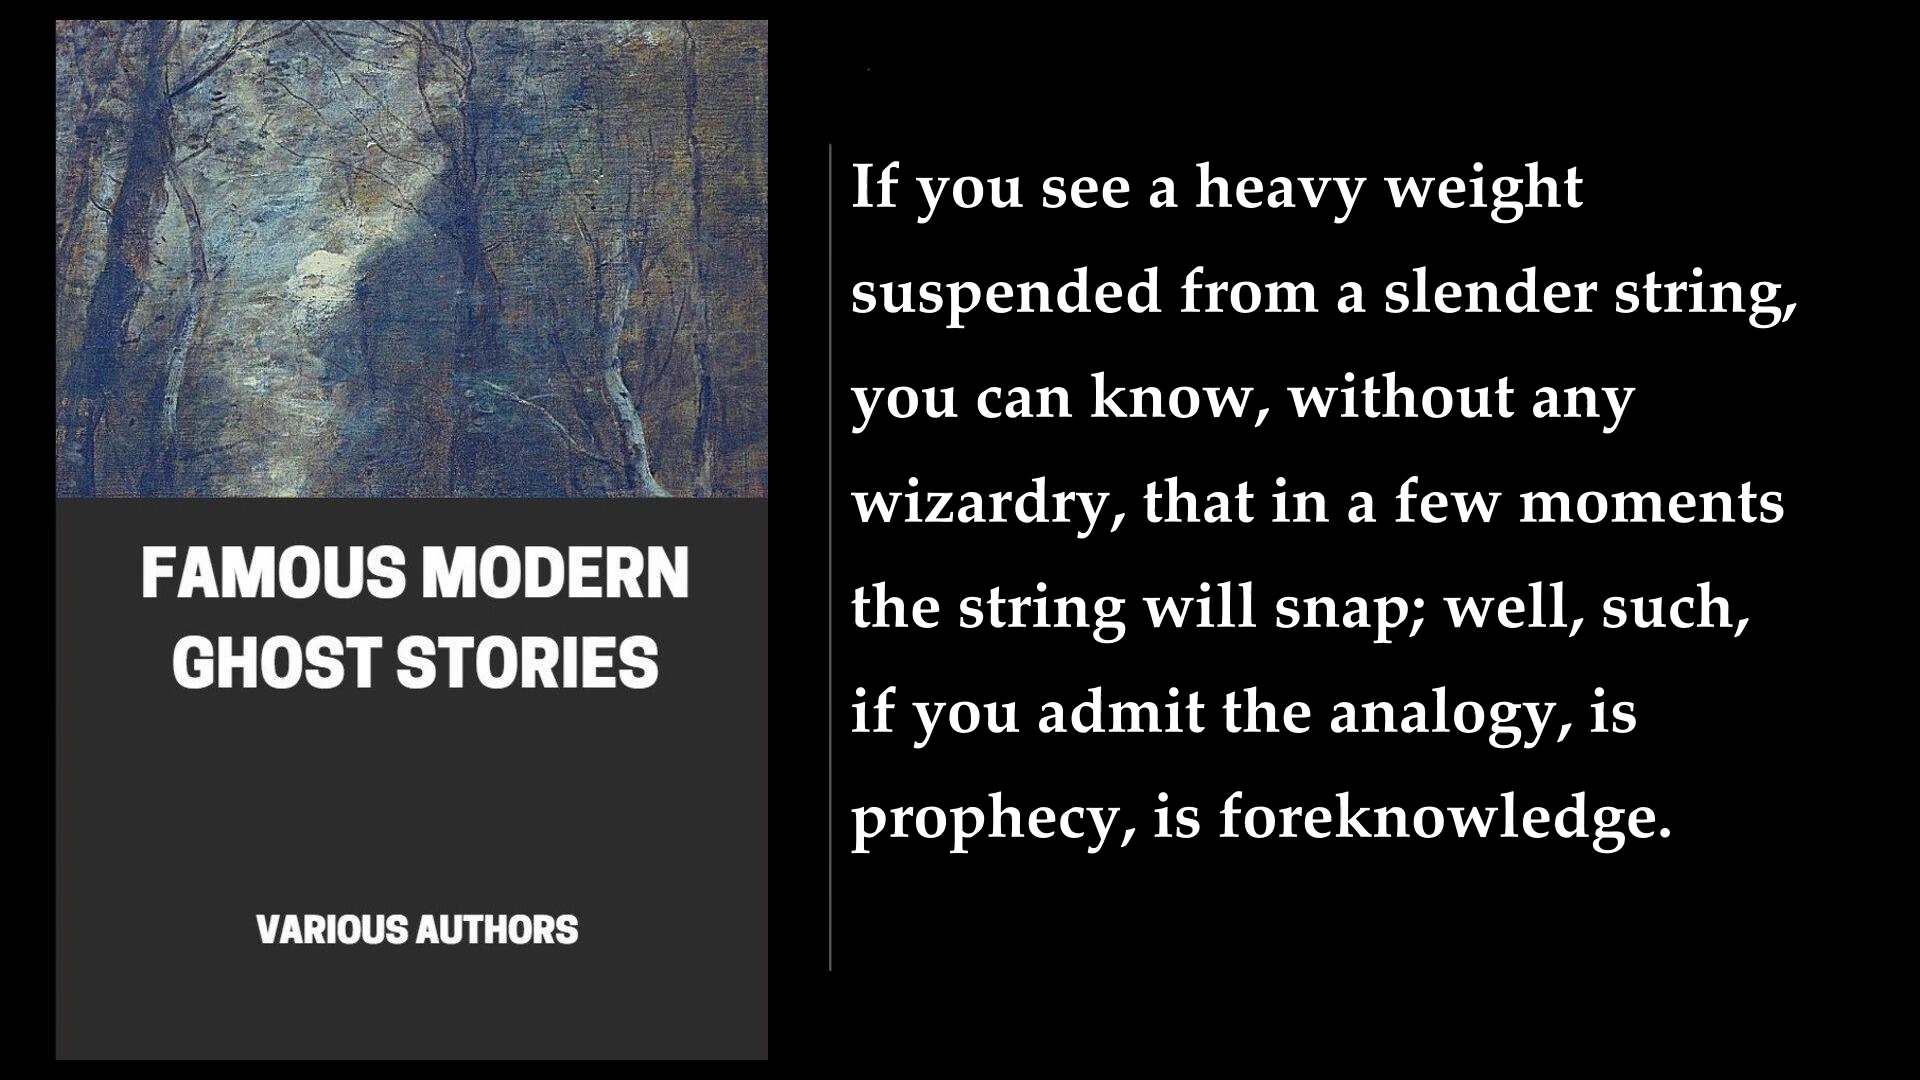 FAMOUS MODERN
GHOST STORIES
VARIOUS AUTHORS
If you see a heavy weight
suspended from a slender string,
you can know, without any
wizardry, that in a few moments
the string will snap; well, such,
if you admit the analogy, is
prophecy, is foreknowledge.